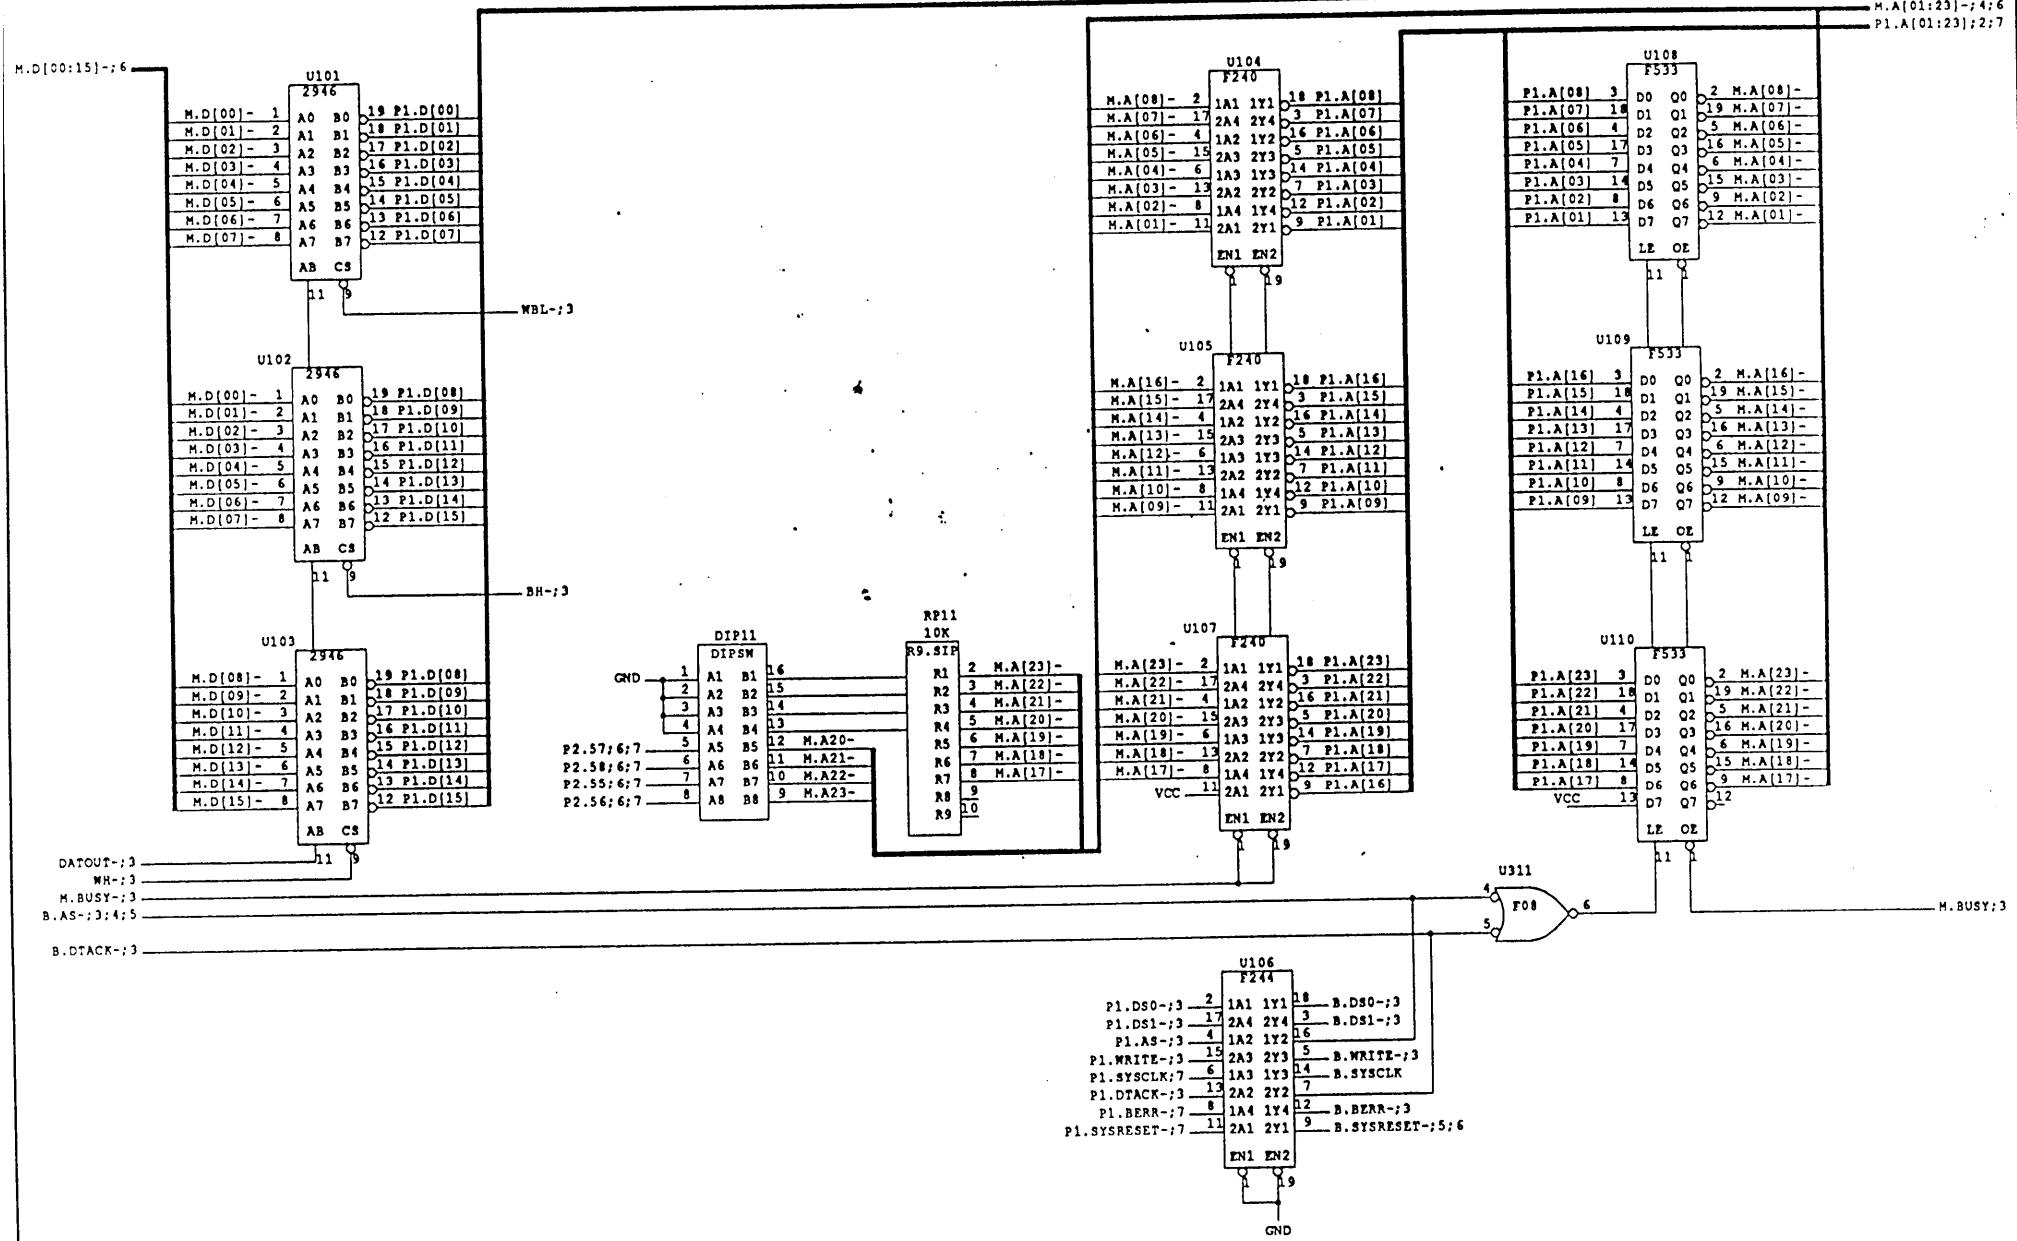 M.A[01:23]-;4;6
P1.A[01:23];2;7
M.D[00:15]-;6
U101
2946
M.D[00]- 1 A0 B0 19 P1.D[00]
M.D[01]- 2 A1 B1 18 P1.D[01]
M.D[02]- 3 A2 B2 17 P1.D[02]
M.D[03]- 4 A3 B3 16 P1.D[03]
M.D[04]- 5 A4 B4 15 P1.D[04]
M.D[05]- 6 A5 B5 14 P1.D[05]
M.D[06]- 7 A6 B6 13 P1.D[06]
M.D[07]- 8 A7 B7 12 P1.D[07]
AB CS
11 9
WBL-;3
U102
2946
M.D[00]- 1 A0 B0 19 P1.D[08]
M.D[01]- 2 A1 B1 18 P1.D[09]
M.D[02]- 3 A2 B2 17 P1.D[10]
M.D[03]- 4 A3 B3 16 P1.D[11]
M.D[04]- 5 A4 B4 15 P1.D[12]
M.D[05]- 6 A5 B5 14 P1.D[13]
M.D[06]- 7 A6 B6 13 P1.D[14]
M.D[07]- 8 A7 B7 12 P1.D[15]
AB CS
11 9
BH-;3
U103
2946
M.D[08]- 1 A0 B0 19 P1.D[08]
M.D[09]- 2 A1 B1 18 P1.D[09]
M.D[10]- 3 A2 B2 17 P1.D[10]
M.D[11]- 4 A3 B3 16 P1.D[11]
M.D[12]- 5 A4 B4 15 P1.D[12]
M.D[13]- 6 A5 B5 14 P1.D[13]
M.D[14]- 7 A6 B6 13 P1.D[14]
M.D[15]- 8 A7 B7 12 P1.D[15]
AB CS
11 9
DATOUT-;3
WH-;3
M.BUSY-;3
B.AS-;3;4;5
B.DTACK-;3
DIP11
DIPSW
GND 1 A1 B1 16
2 A2 B2 15
3 A3 B3 14
4 A4 B4 13
P2.57;6;7 5 A5 B5 12 M.A20-
P2.58;6;7 6 A6 B6 11 M.A21-
P2.55;6;7 7 A7 B7 10 M.A22-
P2.56;6;7 8 A8 B8 9 M.A23-
RP11
10K
R9.SIP
R1 2 M.A[23]-
R2 3 M.A[22]-
R3 4 M.A[21]-
R4 5 M.A[20]-
R5 6 M.A[19]-
R6 7 M.A[18]-
R7 8 M.A[17]-
R8 9
R9 10
U104
F240
M.A[08]- 2 1A1 1Y1 18 P1.A[08]
M.A[07]- 17 2A4 2Y4 3 P1.A[07]
M.A[06]- 4 1A2 1Y2 16 P1.A[06]
M.A[05]- 15 2A3 2Y3 5 P1.A[05]
M.A[04]- 6 1A3 1Y3 14 P1.A[04]
M.A[03]- 13 2A2 2Y2 7 P1.A[03]
M.A[02]- 8 1A4 1Y4 12 P1.A[02]
M.A[01]- 11 2A1 2Y1 9 P1.A[01]
EN1 EN2
1 19
U105
F240
M.A[16]- 2 1A1 1Y1 18 P1.A[16]
M.A[15]- 17 2A4 2Y4 3 P1.A[15]
M.A[14]- 4 1A2 1Y2 16 P1.A[14]
M.A[13]- 15 2A3 2Y3 5 P1.A[13]
M.A[12]- 6 1A3 1Y3 14 P1.A[12]
M.A[11]- 13 2A2 2Y2 7 P1.A[11]
M.A[10]- 8 1A4 1Y4 12 P1.A[10]
M.A[09]- 11 2A1 2Y1 9 P1.A[09]
EN1 EN2
1 19
U107
F240
M.A[23]- 2 1A1 1Y1 18 P1.A[23]
M.A[22]- 17 2A4 2Y4 3 P1.A[22]
M.A[21]- 4 1A2 1Y2 16 P1.A[21]
M.A[20]- 15 2A3 2Y3 5 P1.A[20]
M.A[19]- 6 1A3 1Y3 14 P1.A[19]
M.A[18]- 13 2A2 2Y2 7 P1.A[18]
M.A[17]- 8 1A4 1Y4 12 P1.A[17]
VCC 11 2A1 2Y1 9 P1.A[16]
EN1 EN2
1 19
U108
F533
P1.A[08] 3 D0 Q0 2 M.A[08]-
P1.A[07] 18 D1 Q1 19 M.A[07]-
P1.A[06] 4 D2 Q2 5 M.A[06]-
P1.A[05] 17 D3 Q3 16 M.A[05]-
P1.A[04] 7 D4 Q4 6 M.A[04]-
P1.A[03] 14 D5 Q5 15 M.A[03]-
P1.A[02] 8 D6 Q6 9 M.A[02]-
P1.A[01] 13 D7 Q7 12 M.A[01]-
LE OE
11 1
U109
F533
P1.A[16] 3 D0 Q0 2 M.A[16]-
P1.A[15] 18 D1 Q1 19 M.A[15]-
P1.A[14] 4 D2 Q2 5 M.A[14]-
P1.A[13] 17 D3 Q3 16 M.A[13]-
P1.A[12] 7 D4 Q4 6 M.A[12]-
P1.A[11] 14 D5 Q5 15 M.A[11]-
P1.A[10] 8 D6 Q6 9 M.A[10]-
P1.A[09] 13 D7 Q7 12 M.A[09]-
LE OE
11 1
U110
F533
P1.A[23] 3 D0 Q0 2 M.A[23]-
P1.A[22] 18 D1 Q1 19 M.A[22]-
P1.A[21] 4 D2 Q2 5 M.A[21]-
P1.A[20] 17 D3 Q3 16 M.A[20]-
P1.A[19] 7 D4 Q4 6 M.A[19]-
P1.A[18] 14 D5 Q5 15 M.A[18]-
P1.A[17] 8 D6 Q6 9 M.A[17]-
VCC 13 D7 Q7 12
LE OE
11 1
U311
4 F08 6
5
M.BUSY;3
U106
F244
P1.DS0-;3 2 1A1 1Y1 18 B.DS0-;3
P1.DS1-;3 17 2A4 2Y4 3 B.DS1-;3
P1.AS-;3 4 1A2 1Y2 16
P1.WRITE-;3 15 2A3 2Y3 5 B.WRITE-;3
P1.SYSCLK;7 6 1A3 1Y3 14 B.SYSCLK
P1.DTACK-;3 13 2A2 2Y2 7
P1.BERR-;7 8 1A4 1Y4 12 B.BERR-;3
P1.SYSRESET-;7 11 2A1 2Y1 9 B.SYSRESET-;5;6
EN1 EN2
1 19
GND